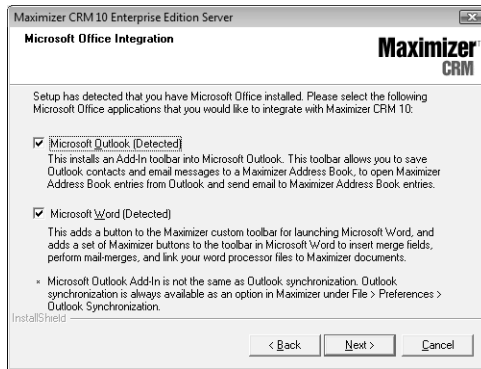 Maximizer CRM 10 Enterprise Edition Server
Microsoft Office Integration
Maximizer
CRM
Setup has detected that you have Microsoft Office installed. Please select the following
Microsoft Office applications that you would like to integrate with Maximizer CRM 10:
Microsoft Outlook (Detected)
This installs an Add-In toolbar into Microsoft Outlook. This toolbar allows you to save
Outlook contacts and email messages to a Maximizer Address Book, to open Maximizer
Address Book entries from Outlook and send email to Maximizer Address Book entries.
Microsoft Word (Detected)
This adds a button to the Maximizer custom toolbar for launching Microsoft Word, and
adds a set of Maximizer buttons to the toolbar in Microsoft Word to insert merge fields,
perform mail-merges, and link your word processor files to Maximizer documents.
Microsoft Outlook Add-In is not the same as Outlook synchronization. Outlook
synchronization is always available as an option in Maximizer under File > Preferences >
Outlook Synchronization.
InstallShield
< Back Next > Cancel